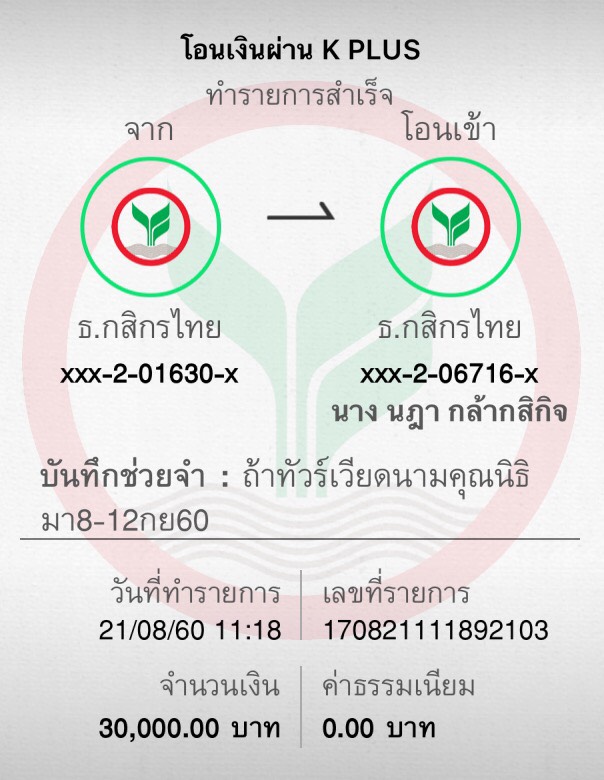 โอนเงินผ่าน K PLUS
ทำรายการสำเร็จ
จาก
โอนเข้า
ธ.กสิกรไทย
ธ.กสิกรไทย
xxx-2-01630-x
xxx-2-06716-x
นาง นฎา กล้ากสิกิจ
บันทึกช่วยจำ : ถ้าทัวร์เวียดนามคุณนิธิ
มา8-12กย60
วันที่ทำรายการ
เลขที่รายการ
21/08/60 11:18
170821111892103
จำนวนเงิน
ค่าธรรมเนียม
30,000.00 บาท
0.00 บาท